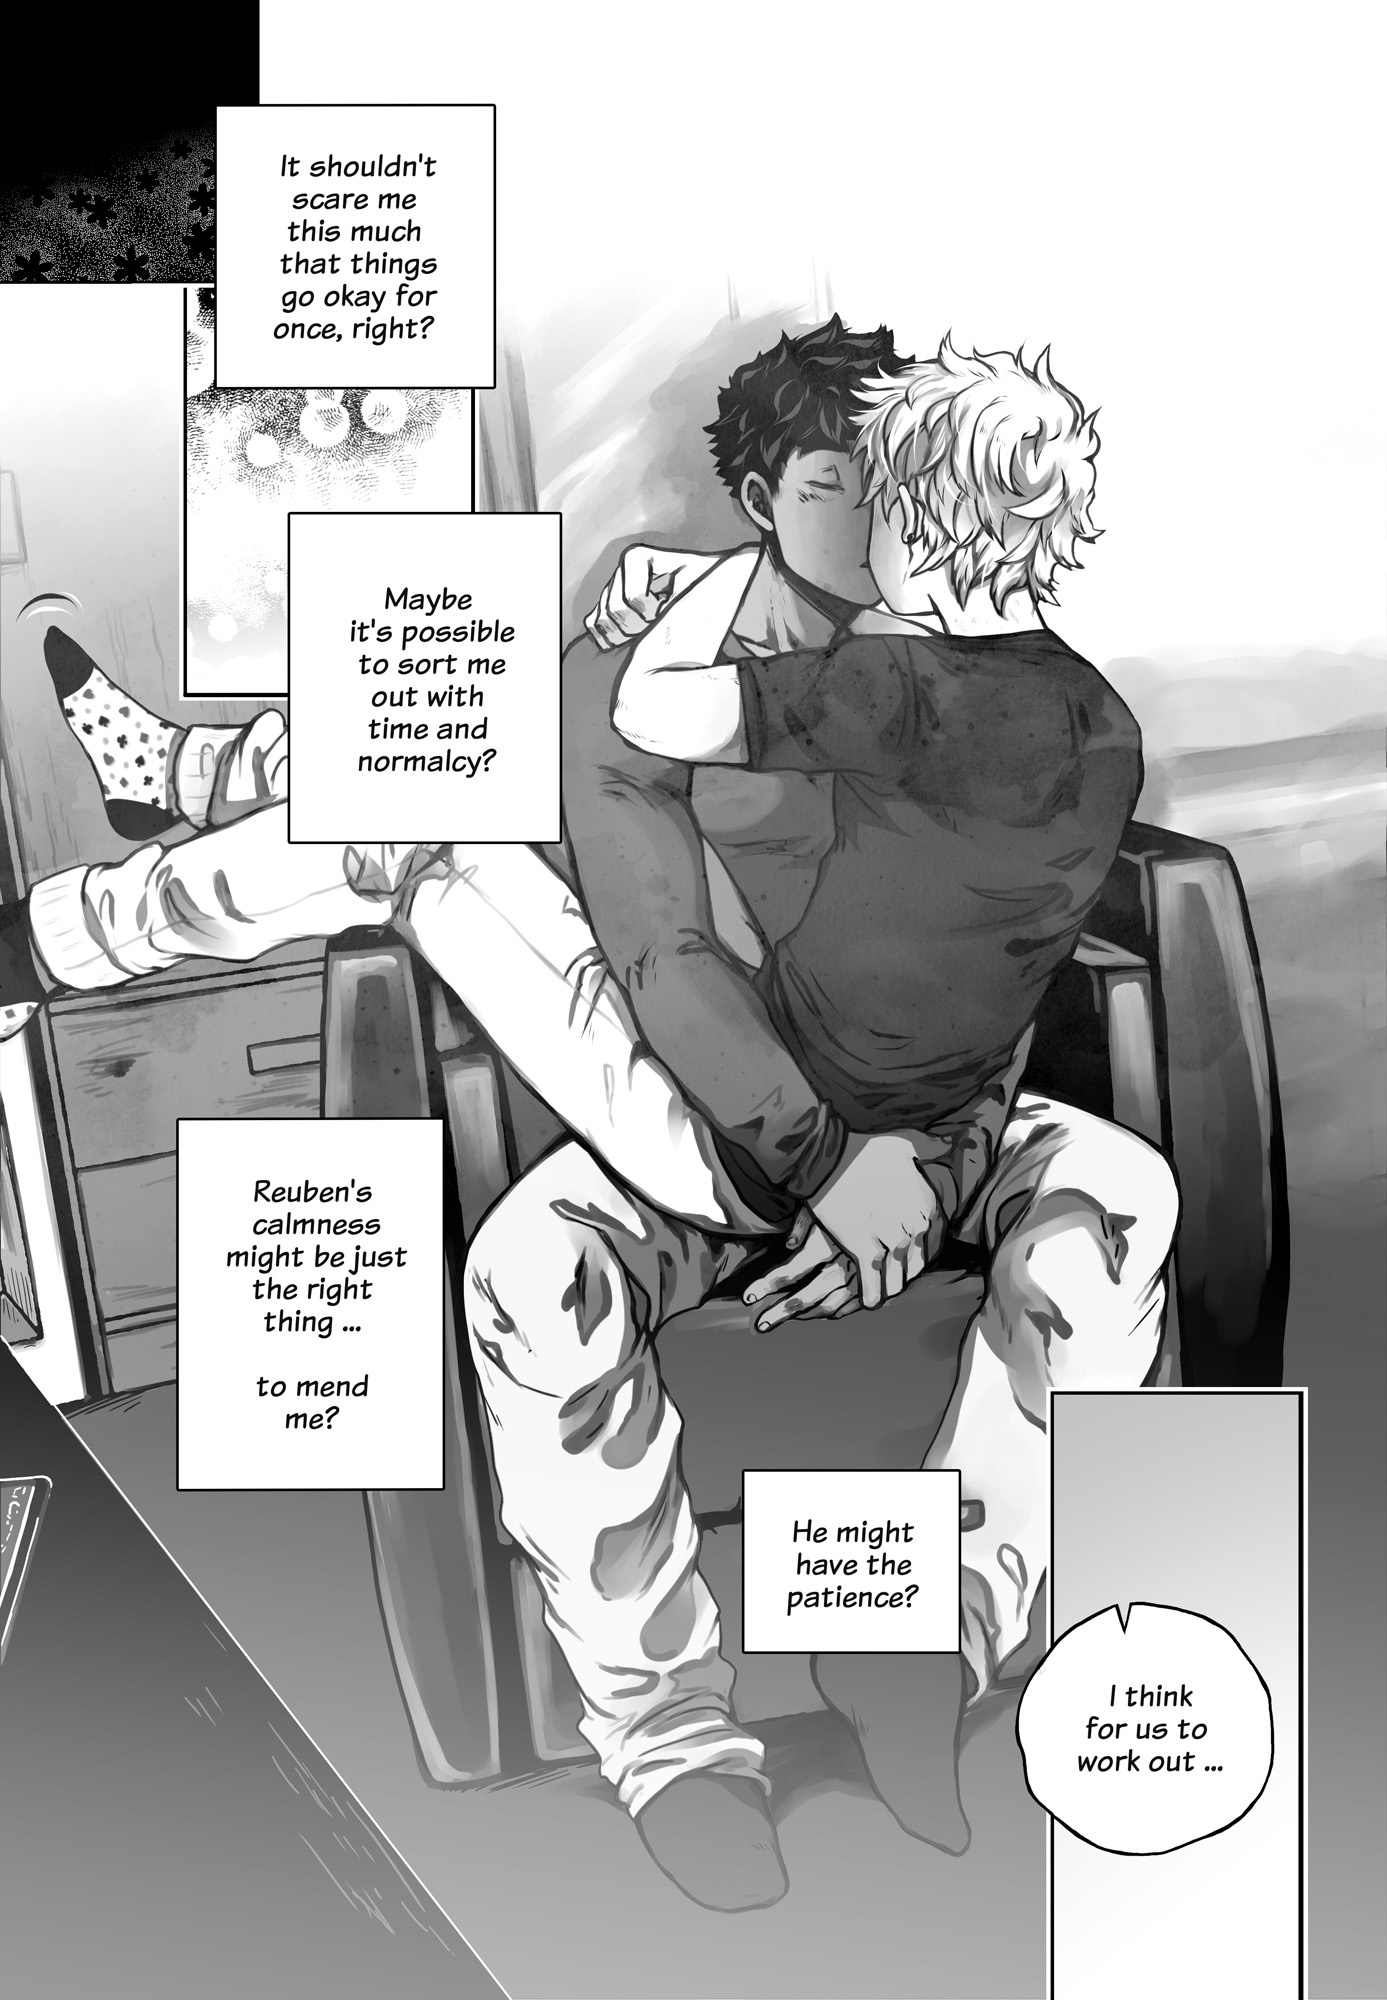 It shouldn't
scare me
this much
that things
go okay for
once, right?
Maybe
it's possible
to sort me
out with
time and
normalcy?
Reuben's
calmness
might be just
the right
thing ...
to mend
me?
He might
have the
patience?
I think
for us to
work out ...